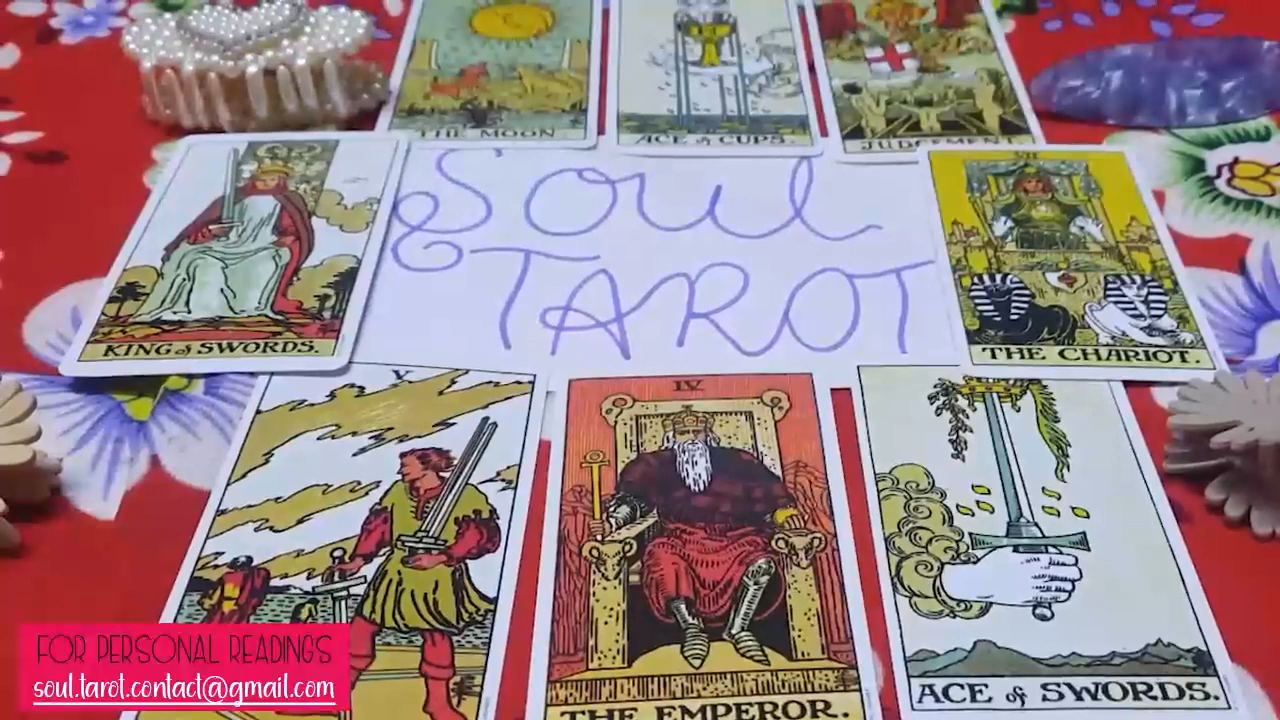 THE MOON
ACE of CUPS.
JUDGEMENT.
KING of SWORDS.
Soul
TAROT
VII
THE CHARIOT.
V
IV
THE EMPEROR.
ACE of SWORDS.
FOR PERSONAL READINGS
soul.tarot.contact@gmail.com